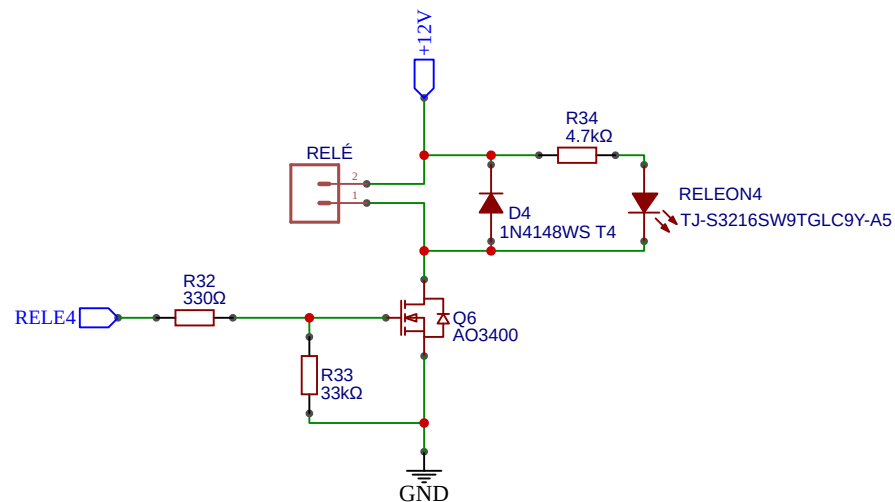 +12V
R34
4.7kΩ
RELÉ
2
1
RELEON4
TJ-S3216SW9TGLC9Y-A5
D4
1N4148WS T4
R32
330Ω
RELE4
Q6
AO3400
R33
33kΩ
GND